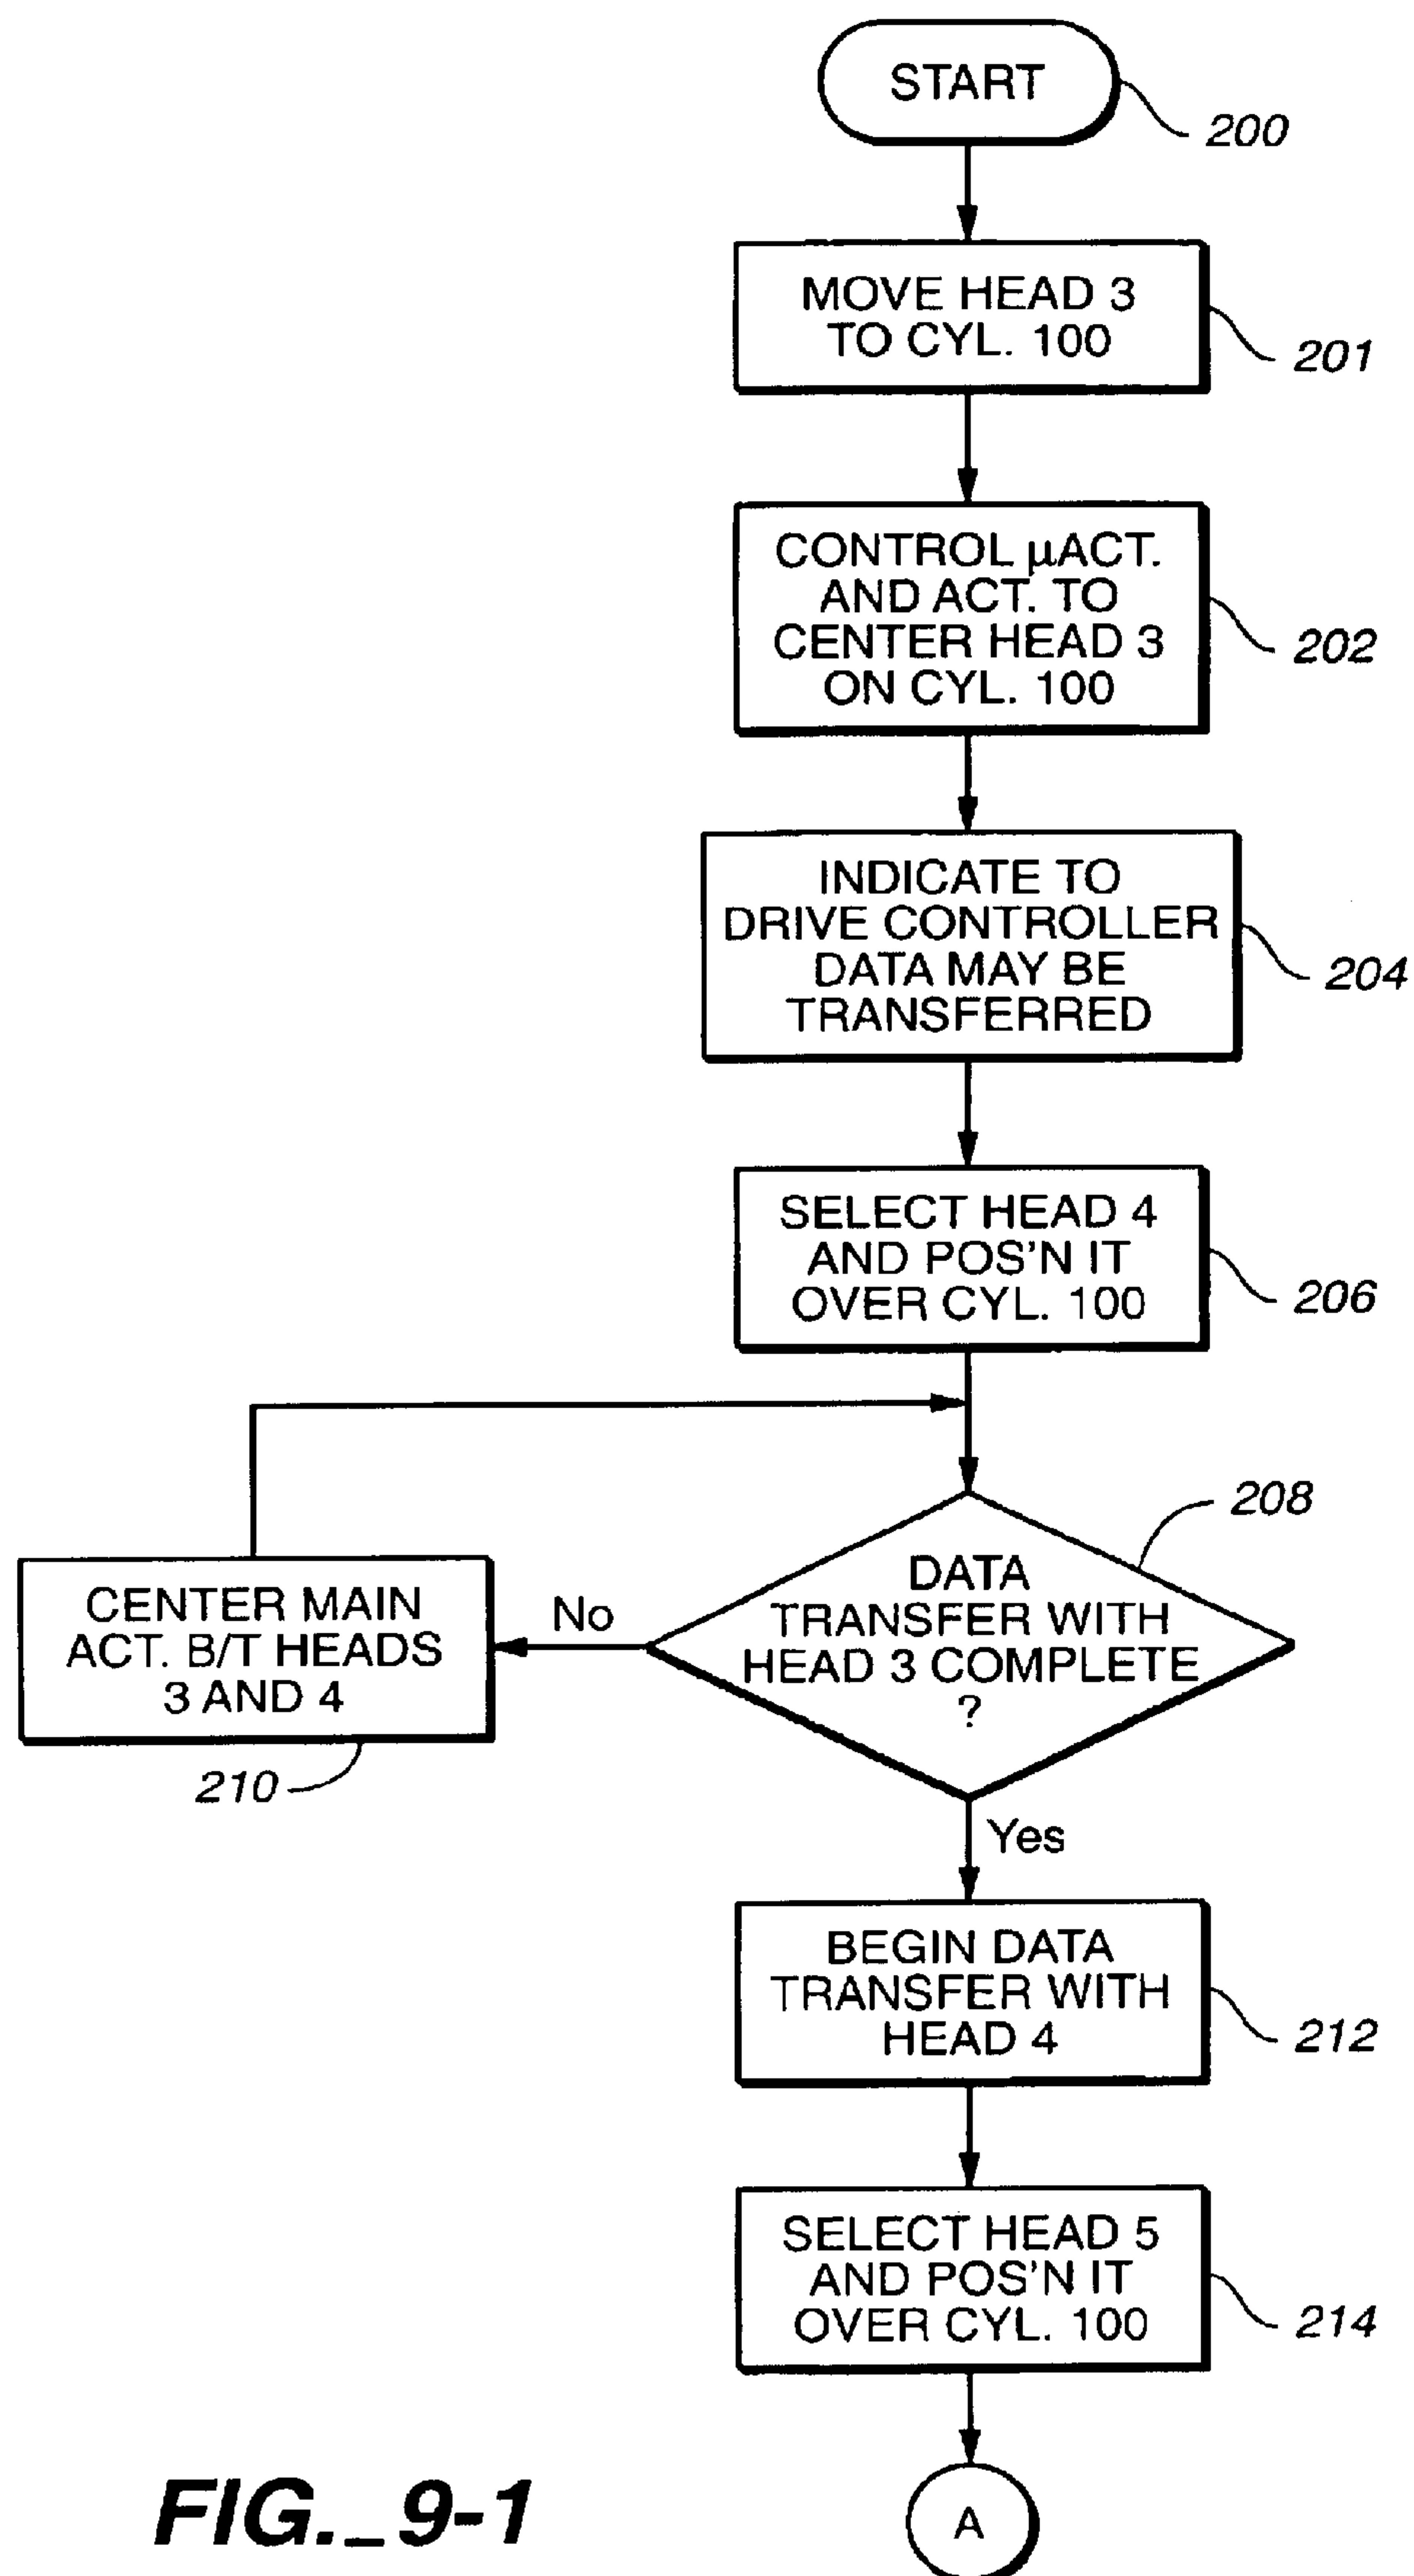 START
200
MOVE HEAD 3
TO CYL. 100
201
CONTROL µACT.
AND ACT. TO
CENTER HEAD 3
ON CYL. 100
202
INDICATE TO
DRIVE CONTROLLER
DATA MAY BE
TRANSFERRED
204
SELECT HEAD 4
AND POS'N IT
OVER CYL. 100
206
208
DATA
TRANSFER WITH
HEAD 3 COMPLETE
?
No
CENTER MAIN
ACT. B/T HEADS
3 AND 4
210
Yes
BEGIN DATA
TRANSFER WITH
HEAD 4
212
SELECT HEAD 5
AND POS'N IT
OVER CYL. 100
214
A
FIG._9-1